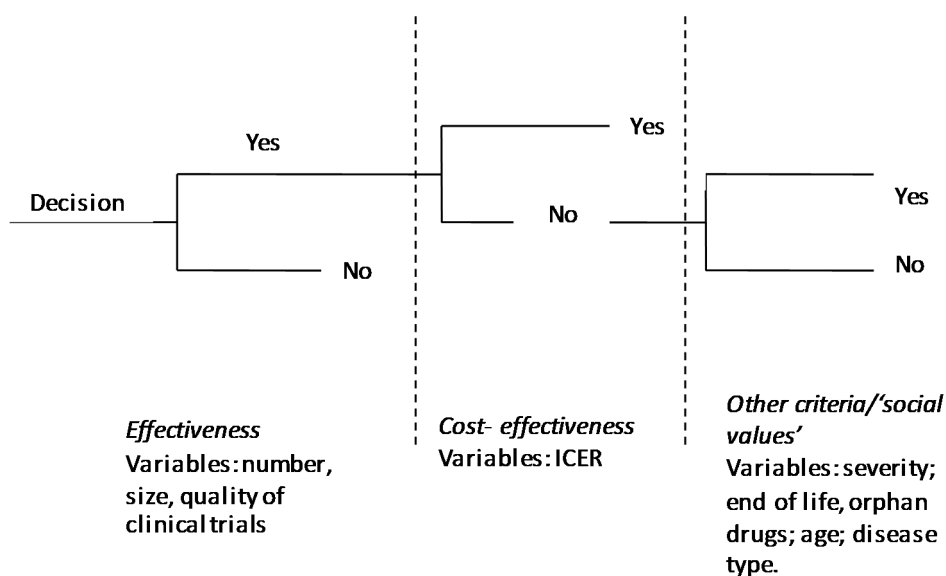 Yes
Yes
Decision
No
Yes
No
No
Effectiveness
Variables: number,
size, quality of
clinical trials
Cost- effectiveness
Variables: ICER
Other criteria/‘social
values’
Variables: severity;
end of life, orphan
drugs; age; disease
type.